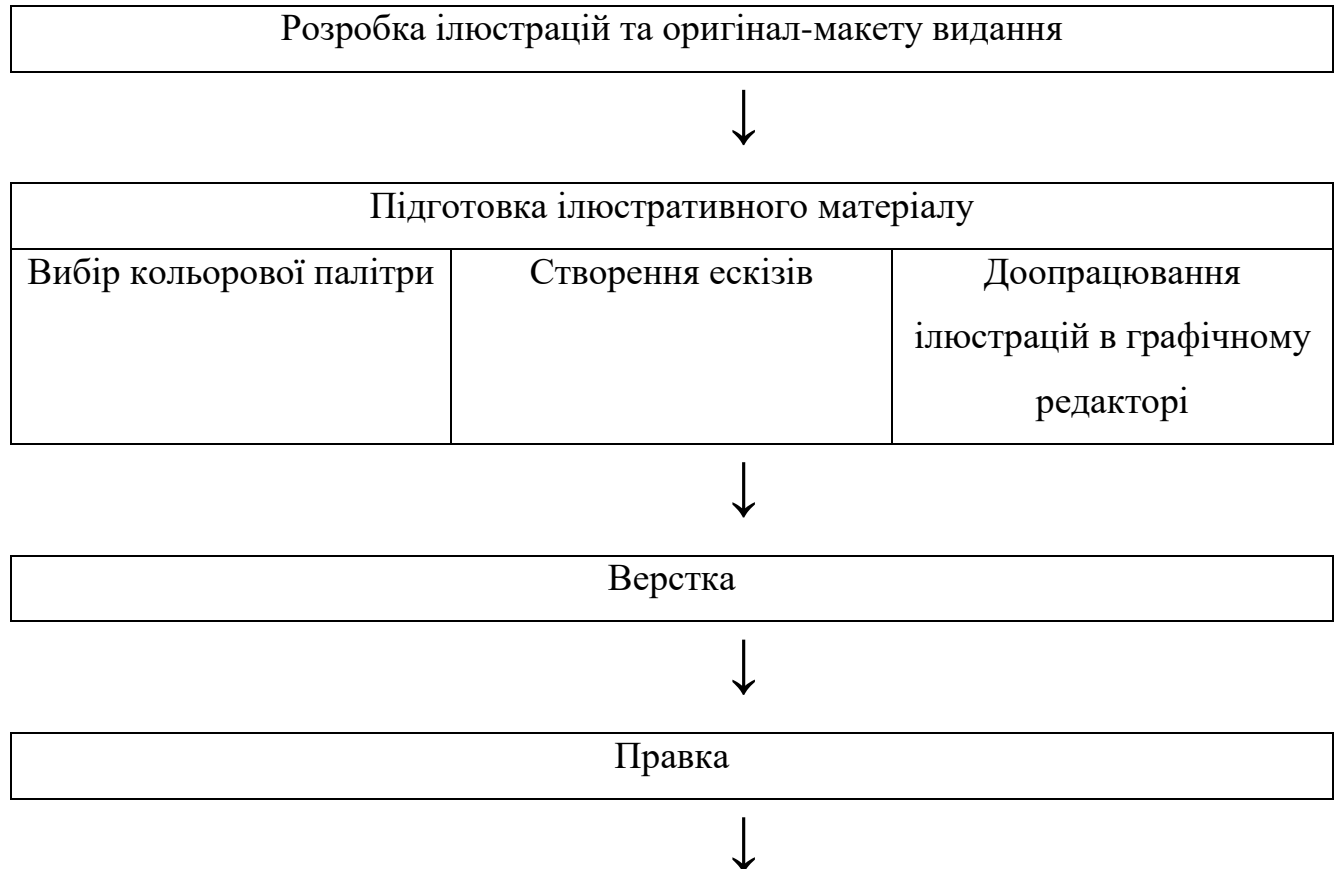 Розробка ілюстрацій та оригінал-макету видання
↓
Підготовка ілюстративного матеріалу
Вибір кольорової палітри
Створення ескізів
Доопрацювання
ілюстрацій в графічному
редакторі
↓
Верстка
↓
Правка
↓